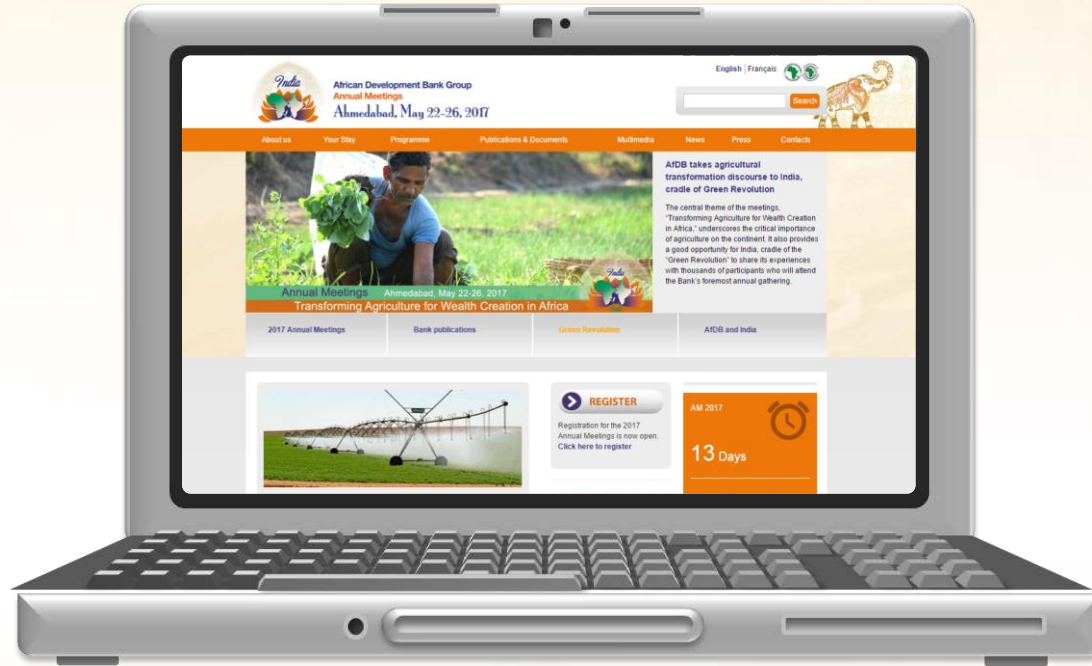 India
African Development Bank Group
Annual Meetings
Ahmedabad, May 22-26, 2017
English | Français
Search
About us Your Stay Programme Publications & Documents Multimedia News Press Contacts
AfDB takes agricultural
transformation discourse to India,
cradle of Green Revolution
The central theme of the meetings,
“Transforming Agriculture for Wealth Creation
in Africa,” underscores the critical importance
of agriculture on the continent. It also provides
a good opportunity for India, cradle of the
“Green Revolution” to share its experiences
with thousands of participants who will attend
the Bank's foremost annual gathering.
India
Annual Meetings Ahmedabad, May 22-26, 2017
Transforming Agriculture for Wealth Creation in Africa
2017 Annual Meetings Bank publications Green Revolution AfDB and India
REGISTER
Registration for the 2017
Annual Meetings is now open.
Click here to register
AM 2017
13 Days